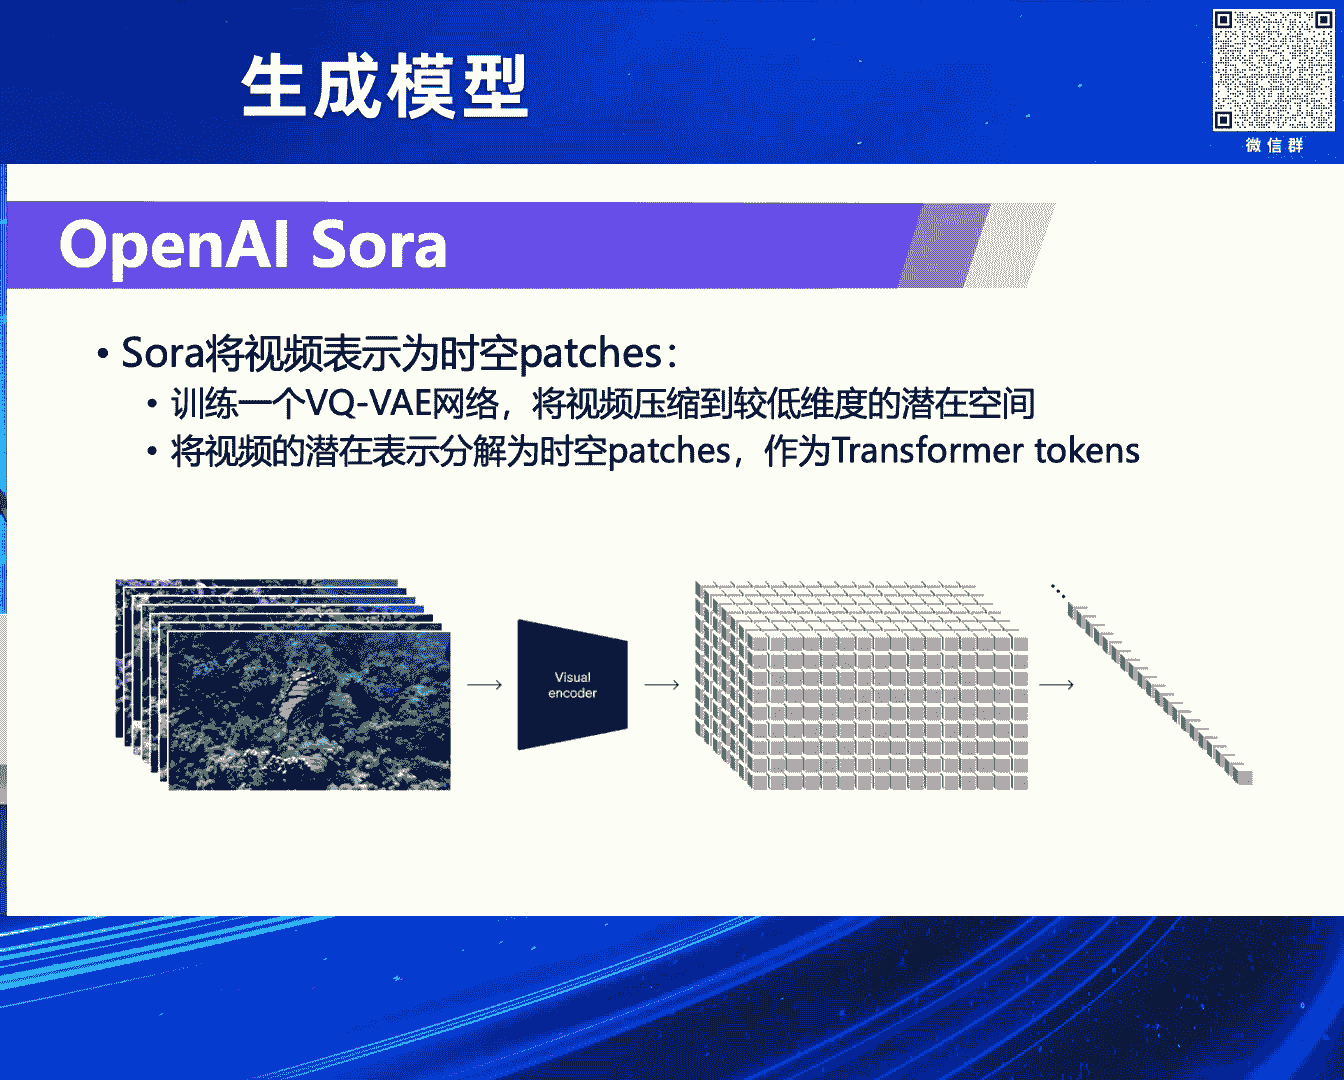 生成模型
微信群
OpenAI Sora
• Sora将视频表示为时空patches：
• 训练一个VQ-VAE网络，将视频压缩到较低维度的潜在空间
• 将视频的潜在表示分解为时空patches，作为Transformer tokens
Visual
encoder